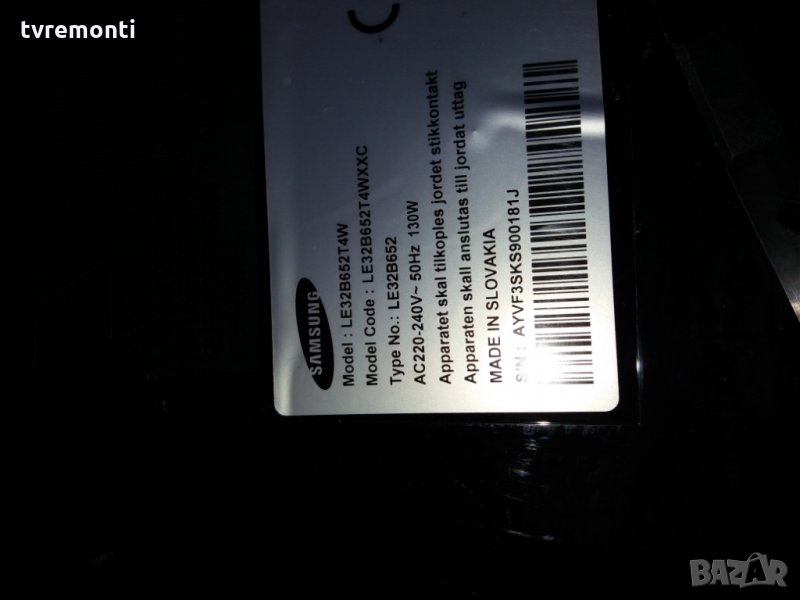 tvremonti
CE
SAMSUNG
Model : LE32B652T4W
Model Code : LE32B652T4WXXC
Type No.: LE32B652
AC220-240V~ 50Hz 130W
Apparatet skal tilkoples jordet stikkontakt
Apparaten skall anslutas till jordat uttag
MADE IN SLOVAKIA
S/N : AYVF3SKS900181J
BAZAR